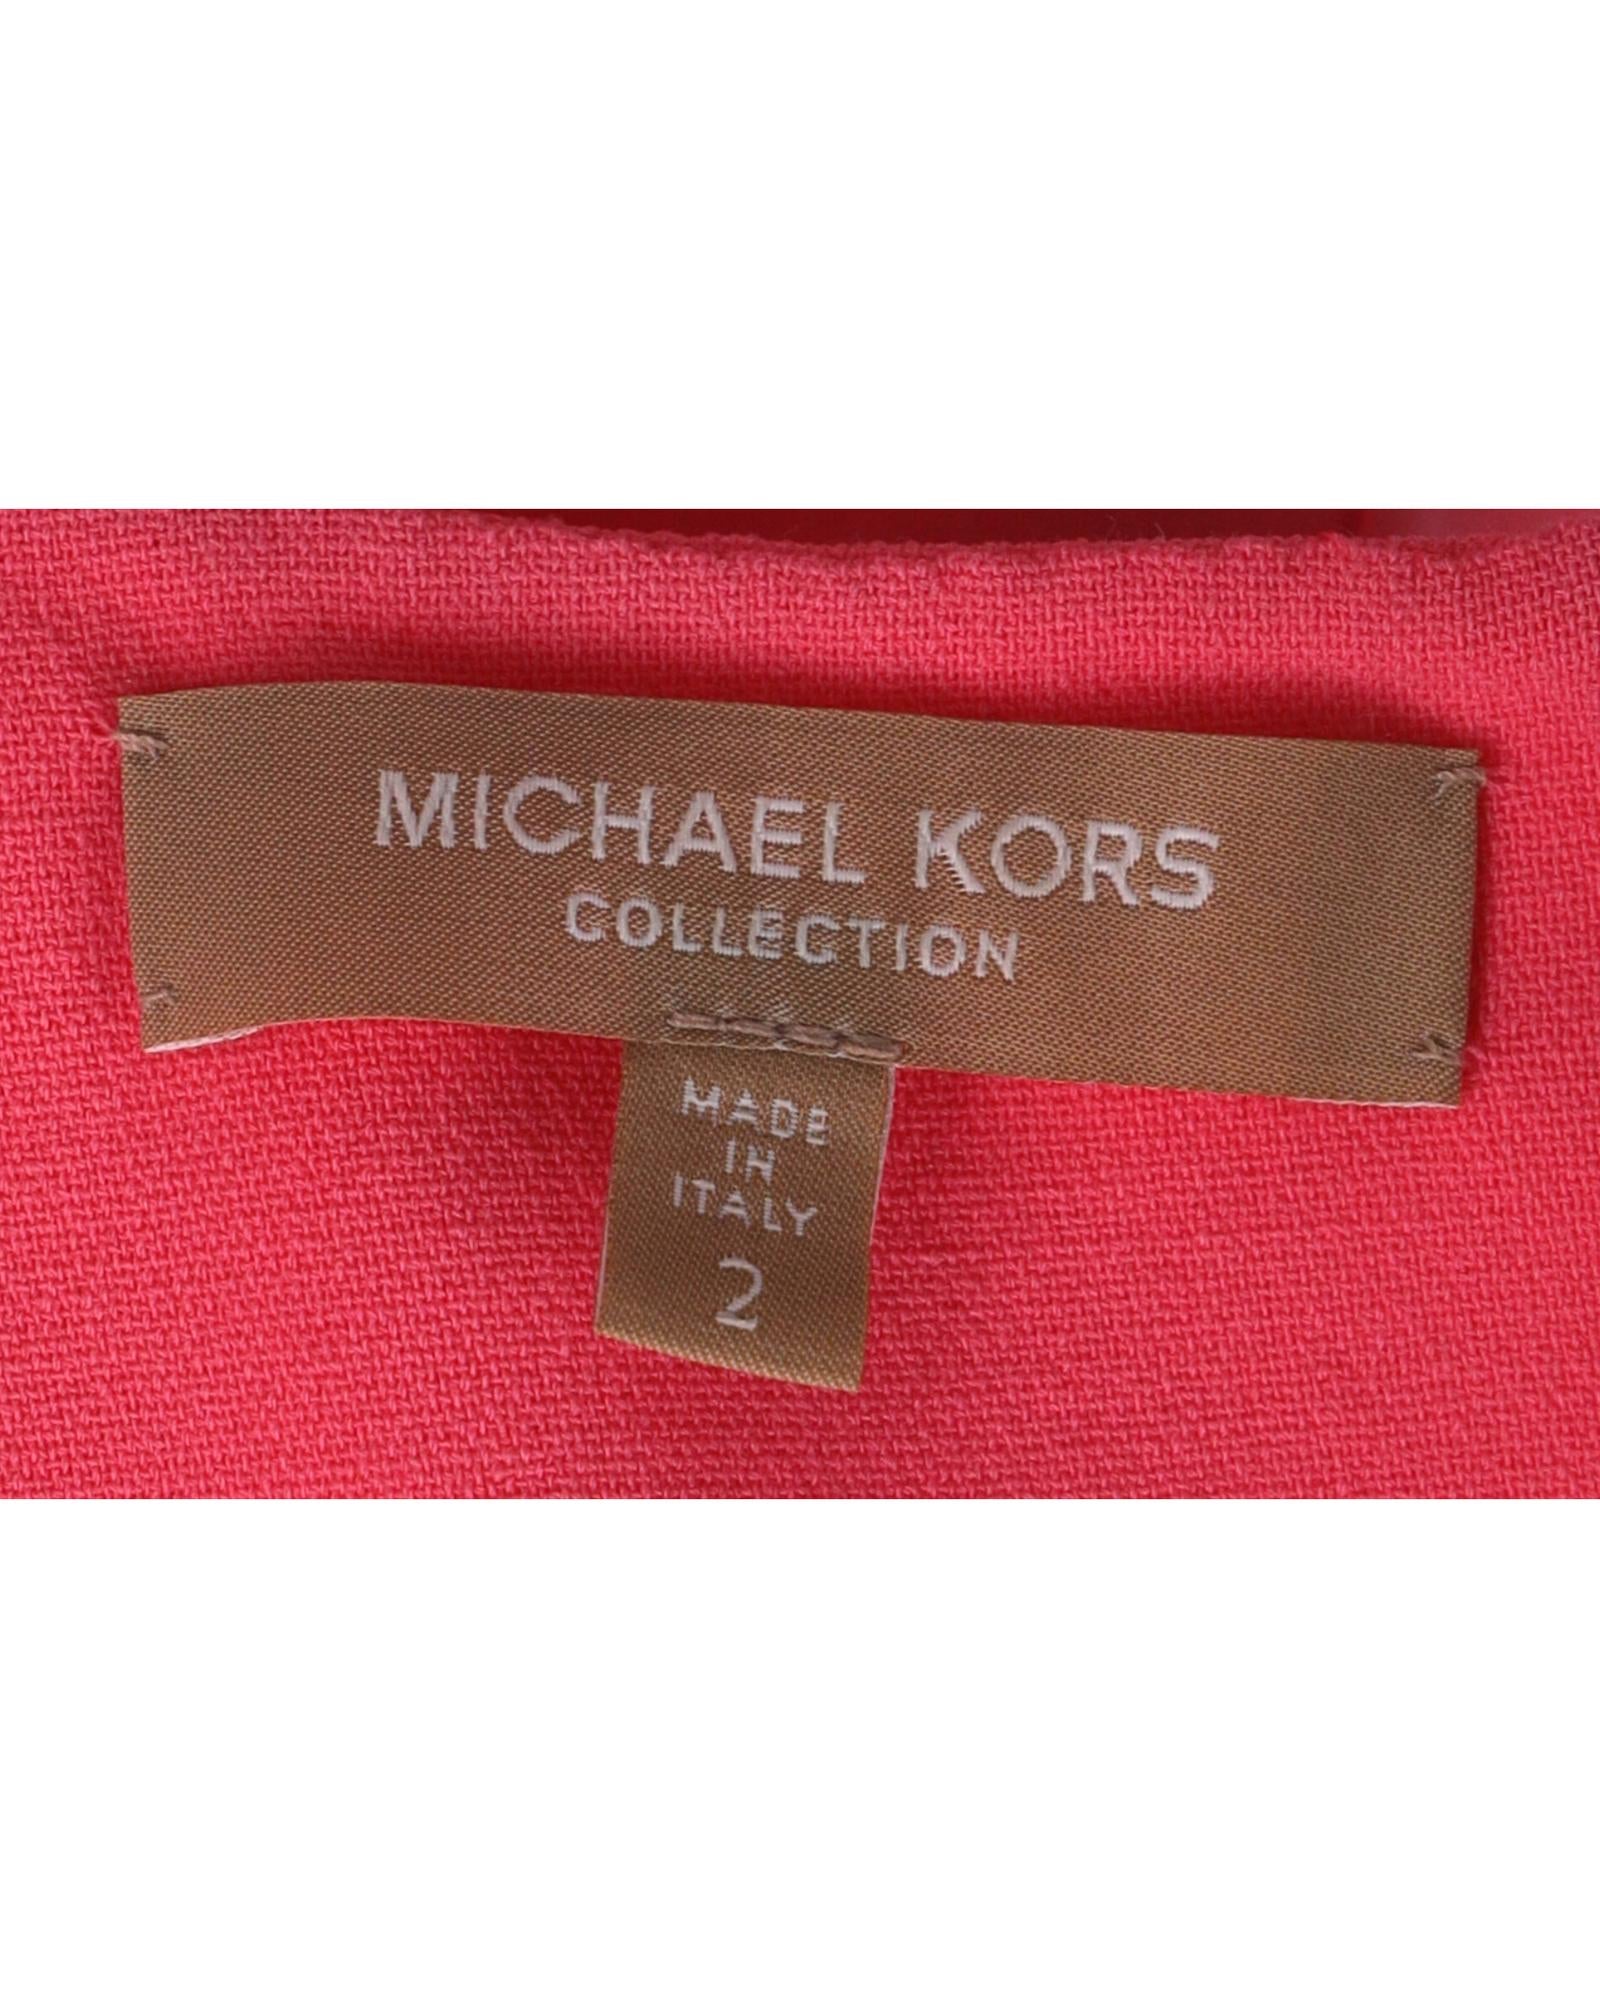 MICHAEL KORS
COLLECTION
MADE
IN
ITALY
2